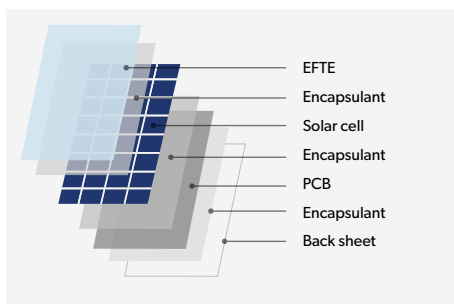 EFTE
Encapsulant
Solar cell
Encapsulant
PCB
Encapsulant
Back sheet